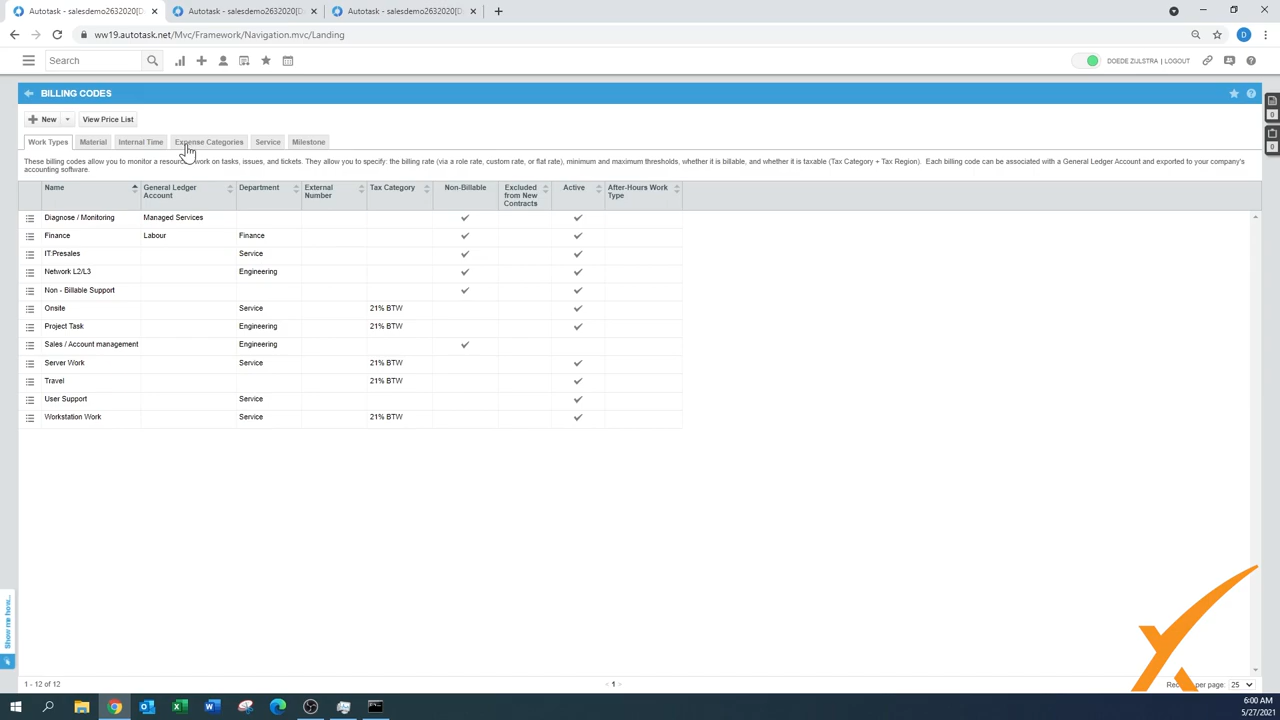 Autotask - salesdemo2632020[D
Autotask - salesdemo2632020[D
Autotask - salesdemo2632020[D
ww19.autotask.net/Mvc/Framework/Navigation.mvc/Landing
D
Search
DOEDE ZIJLSTRA | LOGOUT
BILLING CODES
0
0
New
View Price List
Work Types
Material
Internal Time
Expense Categories
Service
Milestone
These billing codes allow you to monitor a resource's work on tasks, issues, and tickets. They allow you to specify: the billing rate (via a role rate, custom rate, or flat rate), minimum and maximum thresholds, whether it is billable, and whether it is taxable (Tax Category + Tax Region). Each billing code can be associated with a General Ledger Account and exported to your company's
accounting software.
Name General Ledger Account Department External Number Tax Category Non-Billable Excluded from New Contracts Active After-Hours Work Type
Diagnose / Monitoring Managed Services
Finance Labour Finance
IT:Presales Service
Network L2/L3 Engineering
Non - Billable Support
Onsite Service 21% BTW
Project Task Engineering 21% BTW
Sales / Account management Engineering
Server Work Service 21% BTW
Travel 21% BTW
User Support Service
Workstation Work Service 21% BTW
Show me how...
1 - 12 of 12
1
per page: 25
6:00 AM
5/27/2021